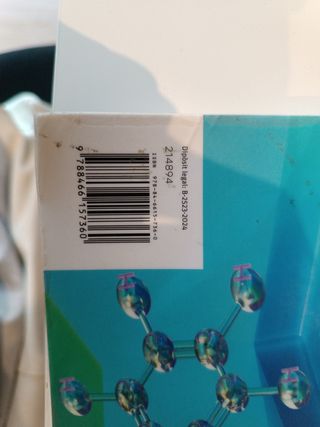 Dipòsit legal: B-2523-2024
214894
ISBN 978-84-6615-736-0
9 788466 157360
H
H
H
H